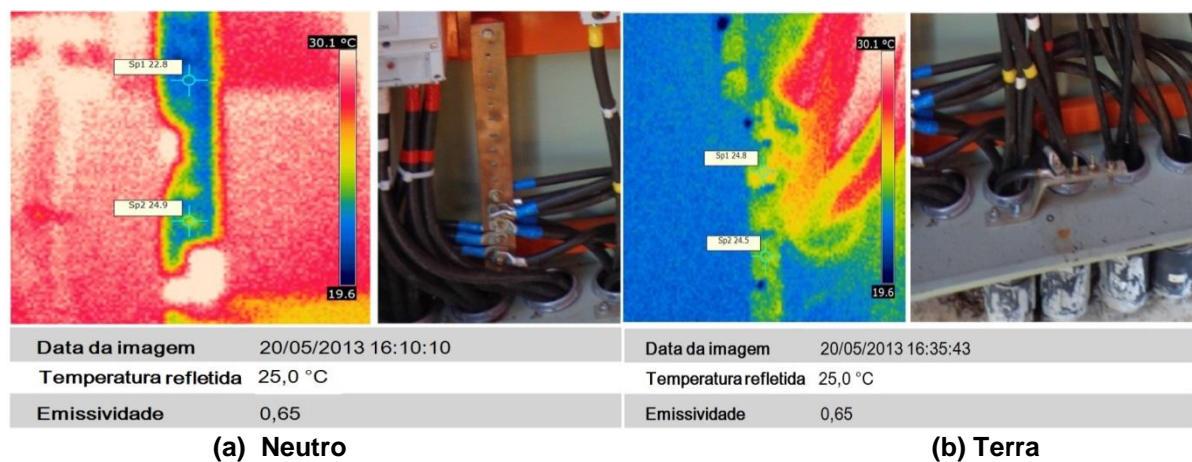 30.1 °C
Sp1 22.8
Sp2 24.9
19.6
Data da imagem 20/05/2013 16:10:10
Temperatura refletida 25,0 °C
Emissividade 0,65
(a) Neutro
30.1 °C
Sp1 24.8
Sp2 24.5
19.6
Data da imagem 20/05/2013 16:35:43
Temperatura refletida 25,0 °C
Emissividade 0,65
(b) Terra